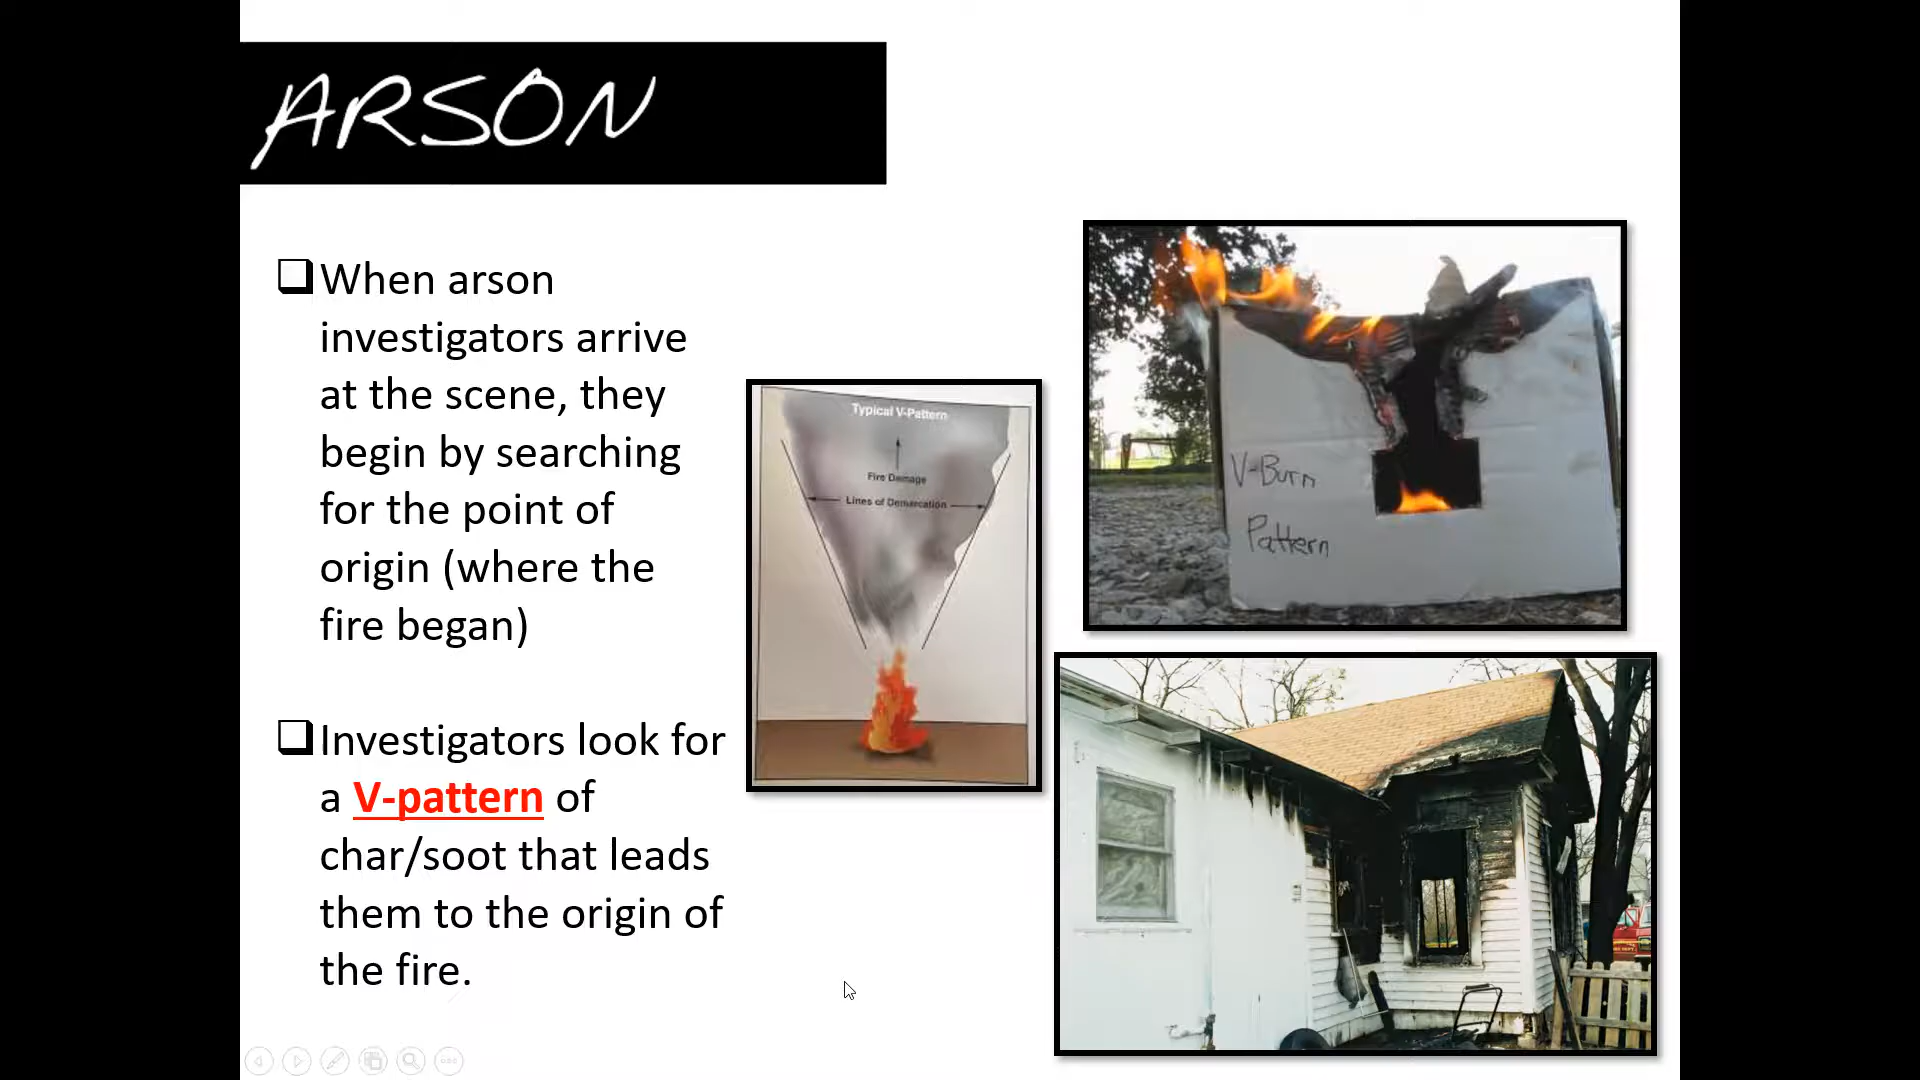 ARSON
When arson
investigators arrive
at the scene, they
begin by searching
for the point of
origin (where the
fire began)
Investigators look for
a V-pattern of
char/soot that leads
them to the origin of
the fire.
Typical V-Pattern
Fire Damage
Lines of Demarcation
V-Burn
Pattern